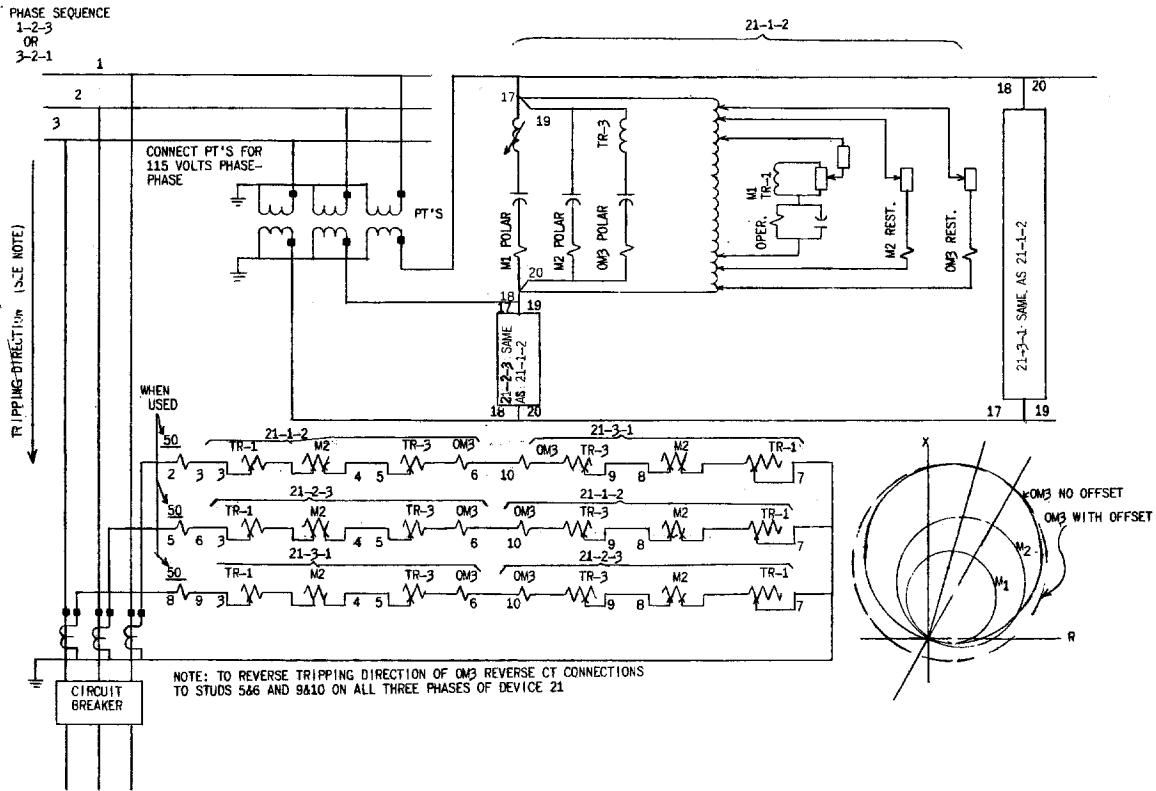 PHASE SEQUENCE
1-2-3
OR
3-2-1
1
2
3
TRIPPING DIRECTION (SEE NOTE)
CONNECT PT'S FOR
115 VOLTS PHASE-
PHASE
PT'S
21-1-2
17
19
TR-3
M1 POLAR
M2 POLAR
OM3 POLAR
20
18
M1
TR-1
OPER.
M2 REST.
OM3 REST.
18 20
21-3-1 SAME AS 21-1-2
17 19
17 19
21-2-3 SAME
AS 21-1-2
18 20
WHEN
USED
50
21-1-2
21-3-1
TR-1 M2 TR-3 OM3 OM3 TR-3 M2 TR-1
2 3 3 4 5 6 10 9 8 7
50
21-2-3
21-1-2
TR-1 M2 TR-3 OM3 OM3 TR-3 M2 TR-1
5 6 3 4 5 6 10 9 8 7
50
21-3-1
21-2-3
TR-1 M2 TR-3 OM3 OM3 TR-3 M2 TR-1
8 9 3 4 5 6 10 9 8 7
X
OM3 NO OFFSET
OM3 WITH OFFSET
M2
M1
R
NOTE: TO REVERSE TRIPPING DIRECTION OF OM3 REVERSE CT CONNECTIONS
TO STUDS 5&6 AND 9&10 ON ALL THREE PHASES OF DEVICE 21
CIRCUIT
BREAKER